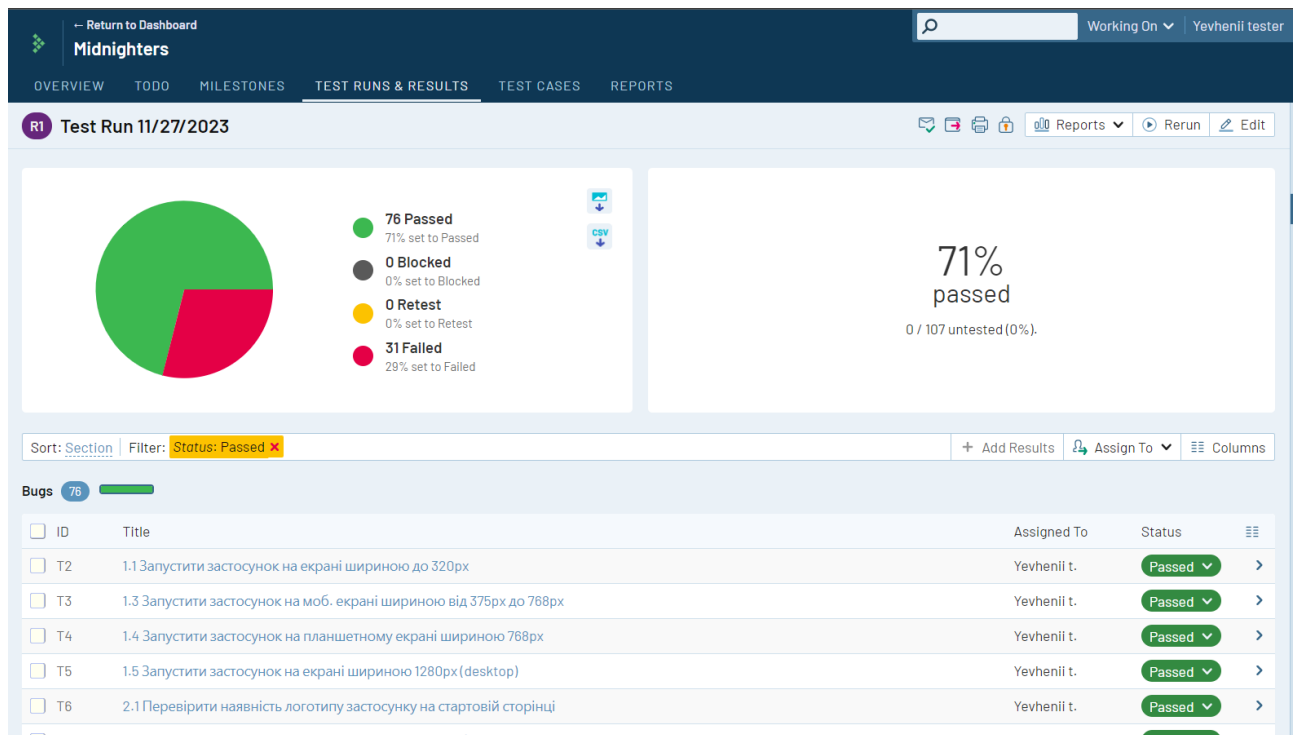 ← Return to Dashboard
Midnighters
Working On
Yevhenii tester
OVERVIEW TODO MILESTONES TEST RUNS & RESULTS TEST CASES REPORTS
R1 Test Run 11/27/2023
Reports Rerun Edit
76 Passed
71% set to Passed
0 Blocked
0% set to Blocked
0 Retest
0% set to Retest
31 Failed
29% set to Failed
CSV
71%
passed
0 / 107 untested (0%).
Sort: Section Filter: Status: Passed × + Add Results Assign To Columns
Bugs 76
ID Title Assigned To Status
T2 1.1 Запустити застосунок на екрані шириною до 320px Yevhenii t. Passed
T3 1.3 Запустити застосунок на моб. екрані шириною від 375px до 768px Yevhenii t. Passed
T4 1.4 Запустити застосунок на планшетному екрані шириною 768px Yevhenii t. Passed
T5 1.5 Запустити застосунок на екрані шириною 1280px (desktop) Yevhenii t. Passed
T6 2.1 Перевірити наявність логотипу застосунку на стартовій сторінці Yevhenii t. Passed